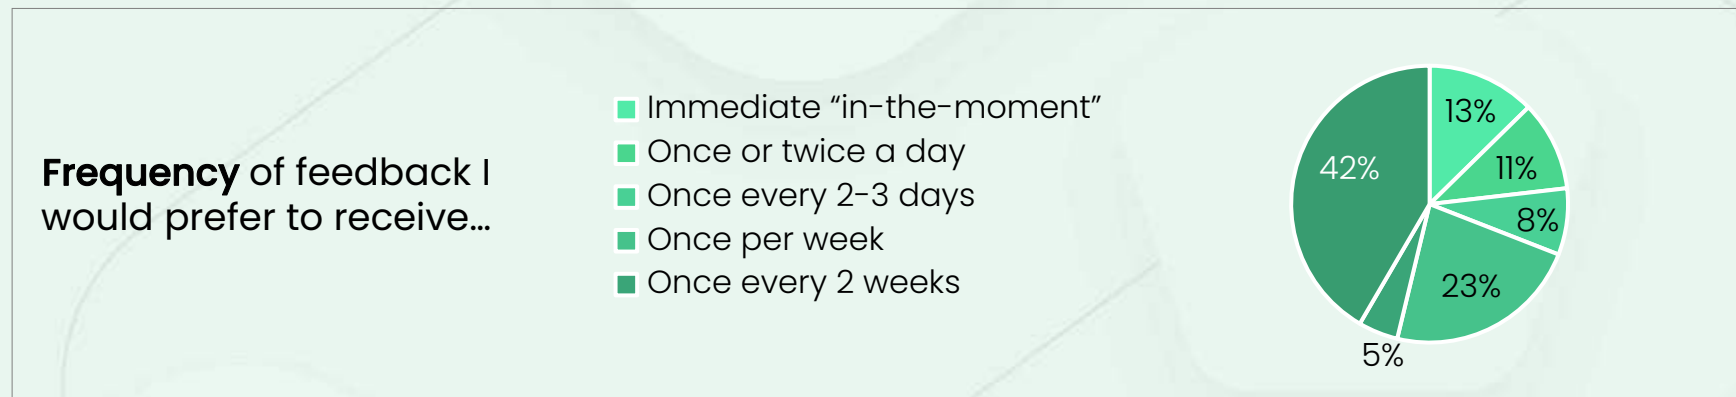 Frequency of feedback I
would prefer to receive...
Immediate “in-the-moment”
Once or twice a day
Once every 2-3 days
Once per week
Once every 2 weeks
13%
11%
8%
23%
5%
42%